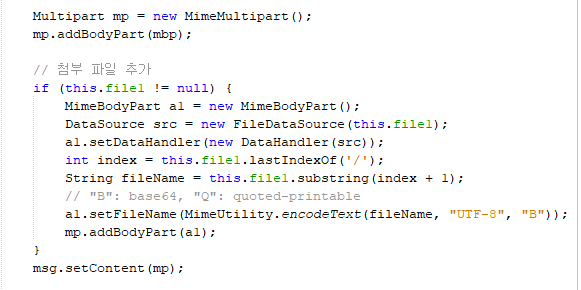 Multipart mp = new MimeMultipart();
mp.addBodyPart(mbp);
// 첨부 파일 추가
if (this.file1 != null) {
MimeBodyPart a1 = new MimeBodyPart();
DataSource src = new FileDataSource(this.file1);
a1.setDataHandler(new DataHandler(src));
int index = this.file1.lastIndexOf('/');
String fileName = this.file1.substring(index + 1);
// "B": base64, "Q": quoted-printable
a1.setFileName(MimeUtility.encodeText(fileName, "UTF-8", "B"));
mp.addBodyPart(a1);
}
msg.setContent(mp);